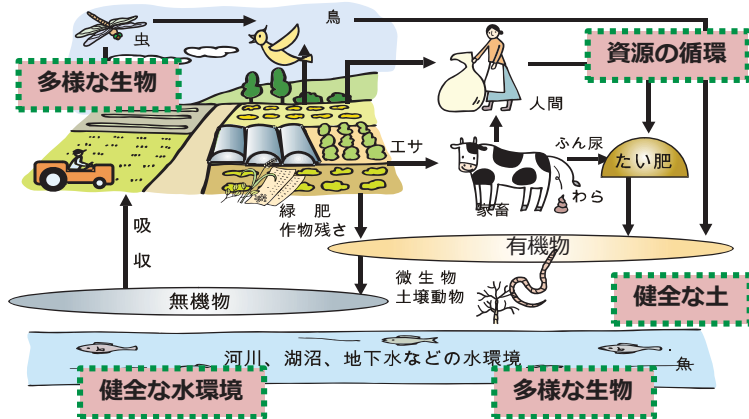 虫
鳥
多様な生物
資源の循環
人間
エサ
ふん尿
たい肥
わら
家畜
緑肥
作物残さ
吸収
有機物
微生物
土壌動物
無機物
健全な土
河川、湖沼、地下水などの水環境
魚
健全な水環境
多様な生物